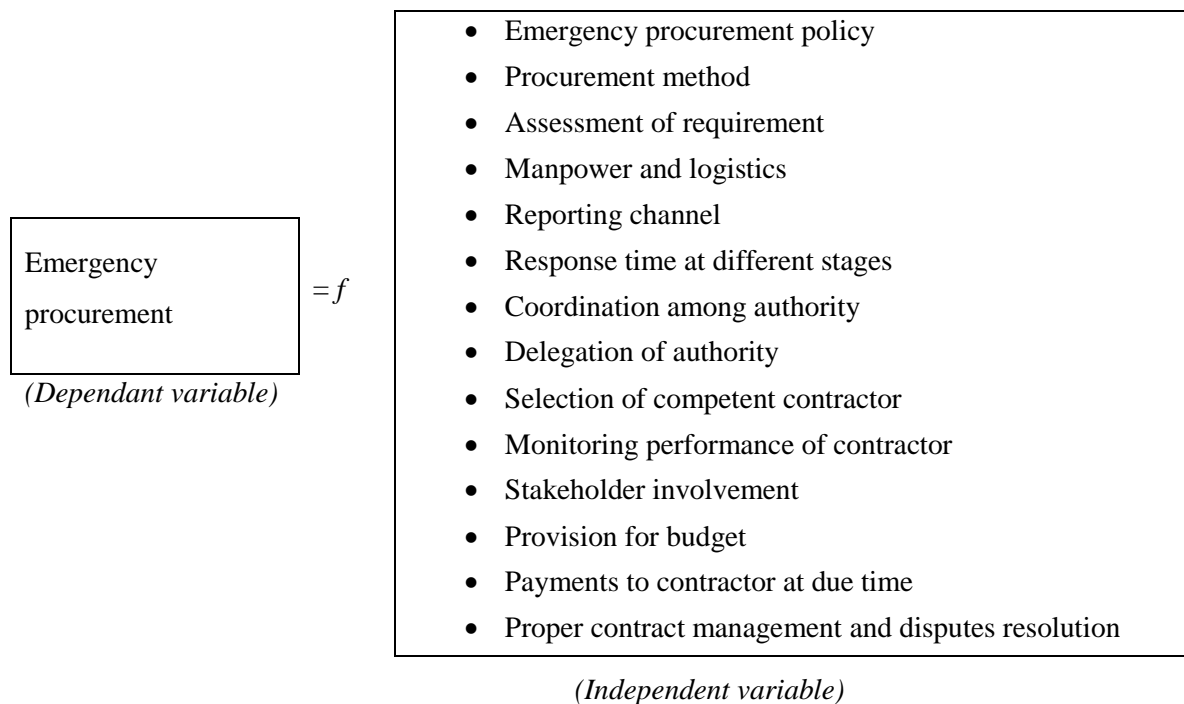 • Emergency procurement policy
• Procurement method
• Assessment of requirement
• Manpower and logistics
• Reporting channel
• Response time at different stages
• Coordination among authority
• Delegation of authority
• Selection of competent contractor
• Monitoring performance of contractor
• Stakeholder involvement
• Provision for budget
• Payments to contractor at due time
• Proper contract management and disputes resolution
Emergency
procurement
= f
(Dependant variable)
(Independent variable)